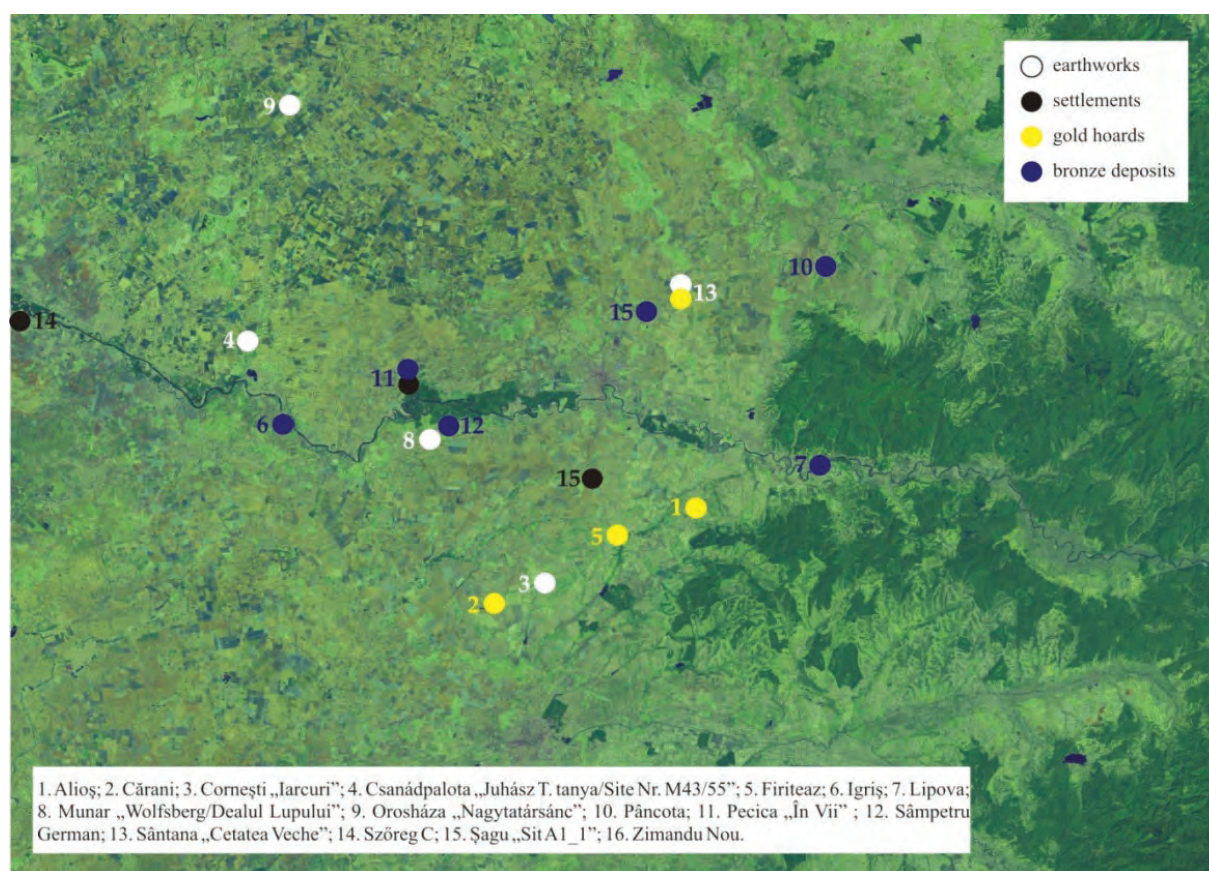 earthworks
settlements
gold hoards
bronze deposits
9
10
13
15
14
4
11
6
12
8
7
15
1
5
3
2
1. Alioş; 2. Cărani; 3. Corneşti „Iarcuri”; 4. Csanádpalota „Juhász T. tanya/Site Nr. M43/55”; 5. Firiteaz; 6. Igriş; 7. Lipova;
8. Munar „Wolfsberg/Dealul Lupului”; 9. Orosháza „Nagytatársánc”; 10. Pâncota; 11. Pecica „În Vii” ; 12. Sâmpetru
German; 13. Sântana „Cetatea Veche”; 14. Szőreg C; 15. Şagu „Sit A1_1”; 16. Zimandu Nou.